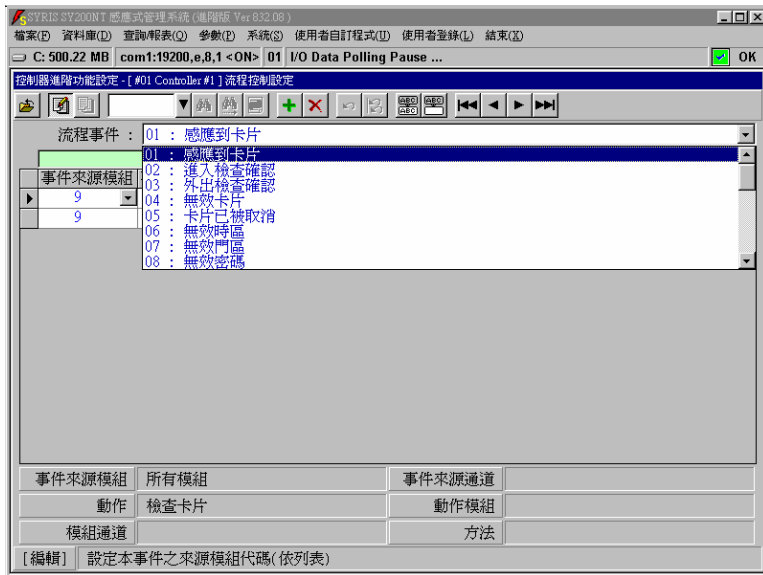 SYRIS SY200NT 感應式管理系統 (進階版 Ver 832.08 )
檔案(F) 資料庫(D) 查詢/報表(Q) 參數(P) 系統(S) 使用者自訂程式(U) 使用者登錄(L) 結束(X)
C: 500.22 MB com1:19200,e,8,1 <ON> 01 I/O Data Polling Pause ... OK
控制器進階功能設定 - [ #01 Controller #1 ] 流程控制設定
ABC ABC ABC
流程事件 : 01 : 感應到卡片
01 : 感應到卡片
02 : 進入檢查確認
03 : 外出檢查確認
04 : 無效卡片
05 : 卡片已被取消
06 : 無效時區
07 : 無效門區
08 : 無效密碼
事件來源模組
9
9
事件來源模組 所有模組 事件來源通道
動作 檢查卡片 動作模組
模組通道 方法
[編輯] 設定本事件之來源模組代碼(依列表)